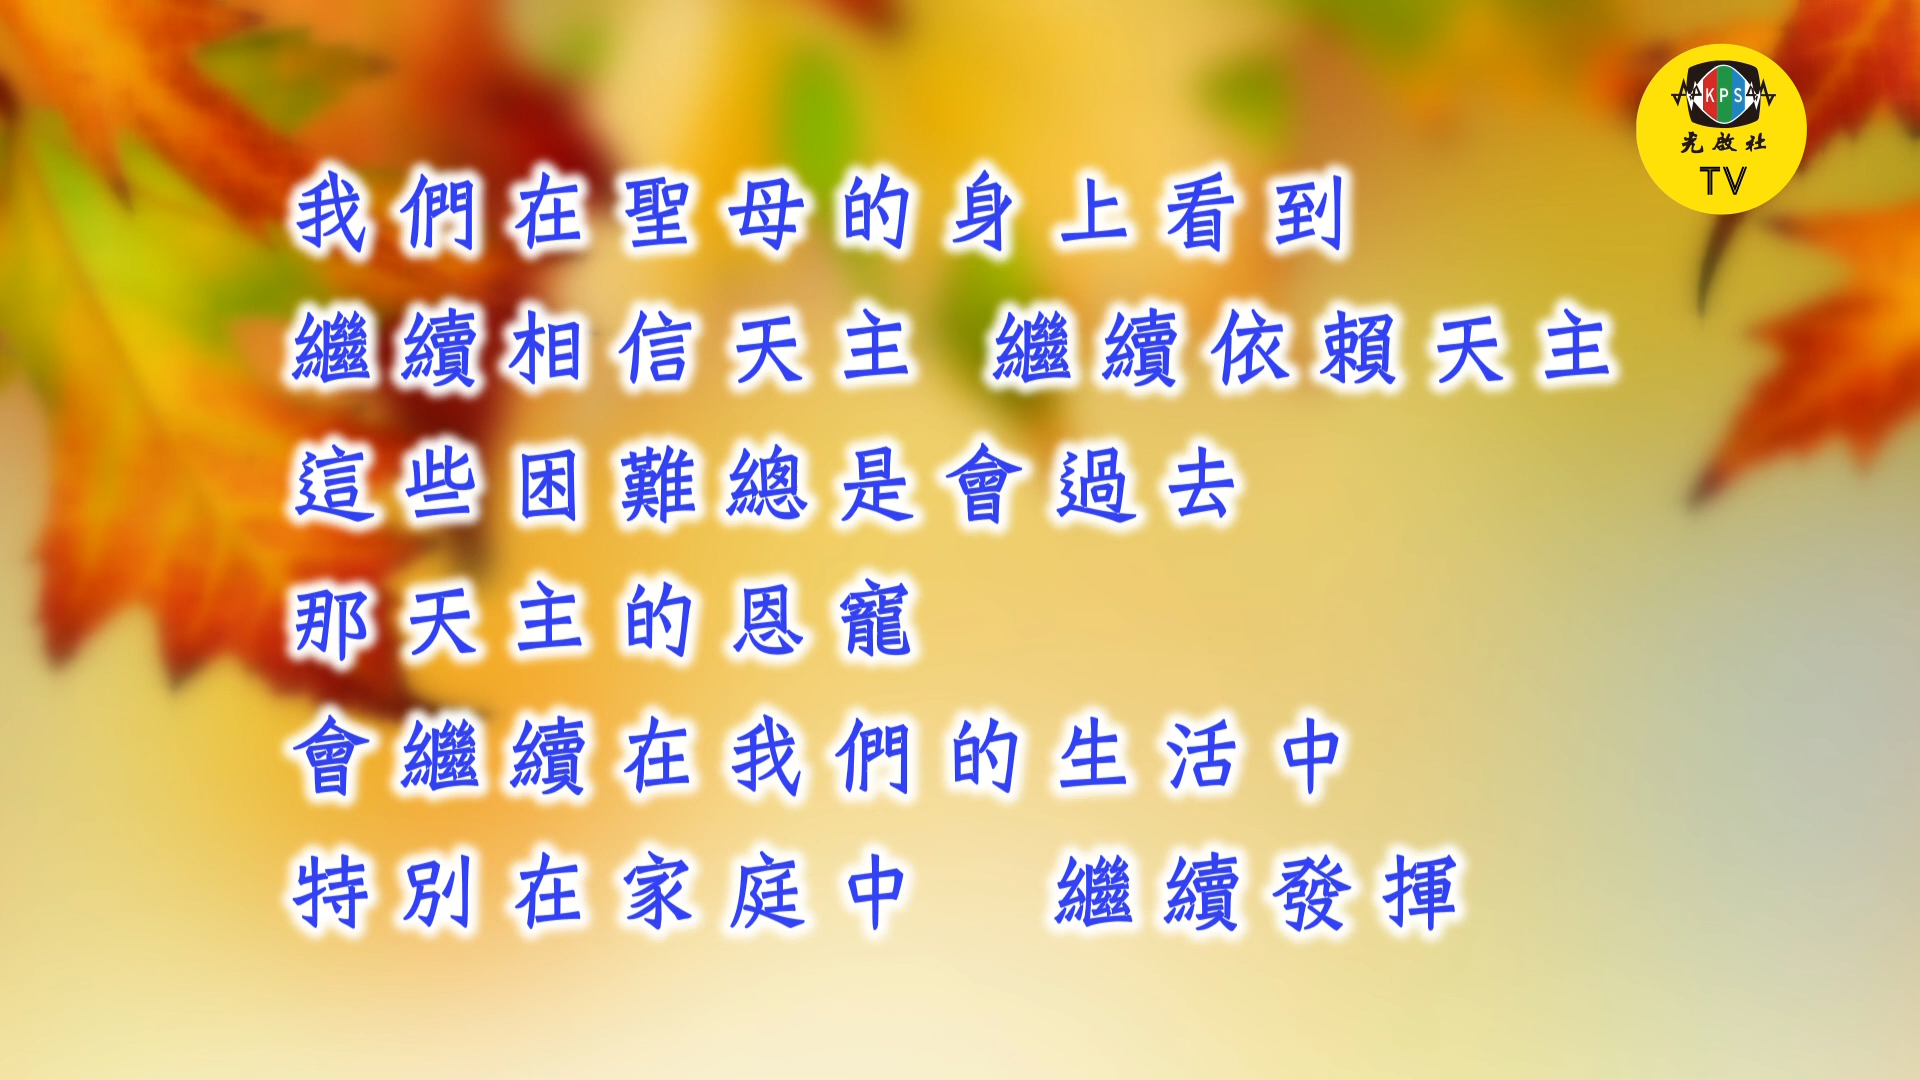 KPS
光啟社
TV
我們在聖母的身上看到
繼續相信天主 繼續依賴天主
這些困難總是會過去
那天主的恩寵
會繼續在我們的生活中
特別在家庭中 繼續發揮